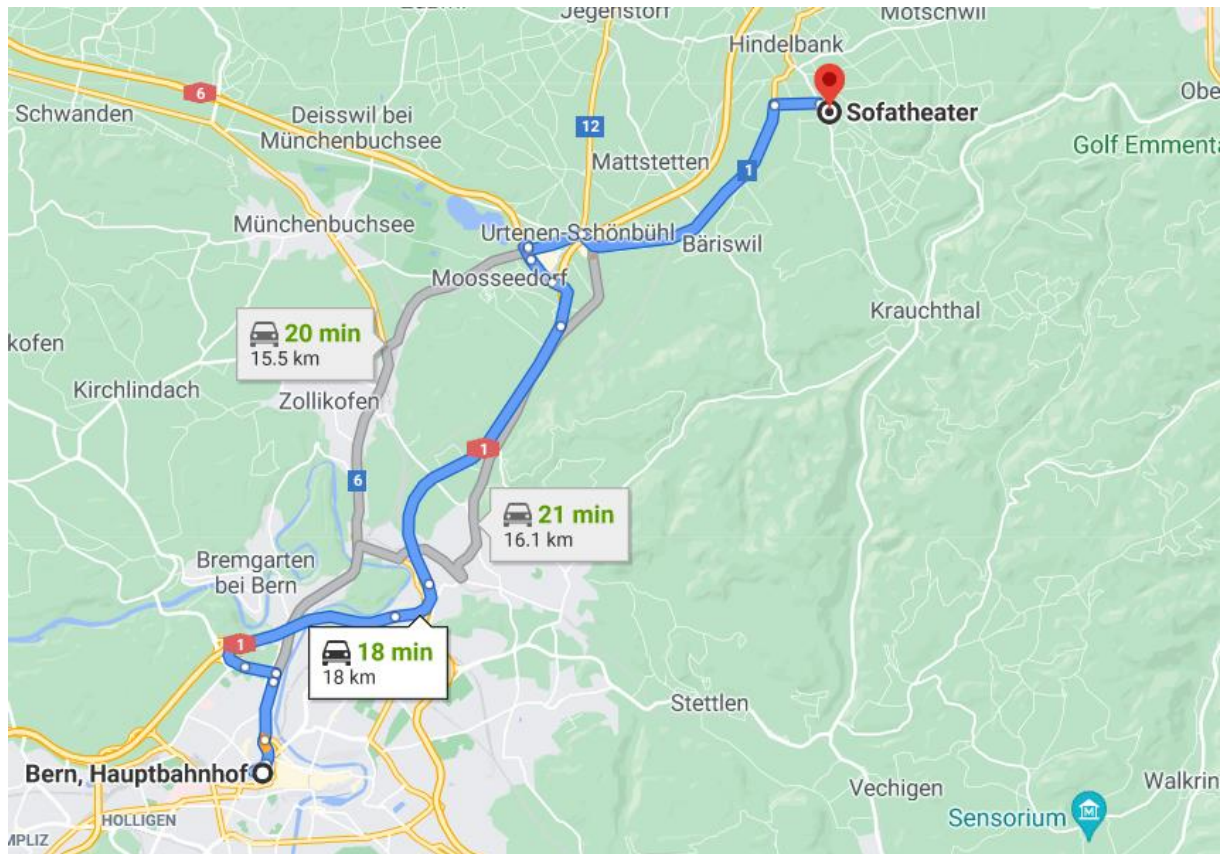 Jegenstorf
Mötschwil
Hindelbank
6
Schwanden
Deisswil bei
Münchenbuchsee
12
Sofatheater
Mattstetten
1
Golf Emmenta
Münchenbuchsee
Urtenen-Schönbühl
Bäriswil
Moosseedorf
Krauchthal
20 min
15.5 km
kofen
Kirchlindach
Zollikofen
1
6
21 min
16.1 km
Bremgarten
bei Bern
1
18 min
18 km
Stettlen
Bern, Hauptbahnhof
Vechigen
Walkrin
HOLLIGEN
Sensorium
MPLIZ